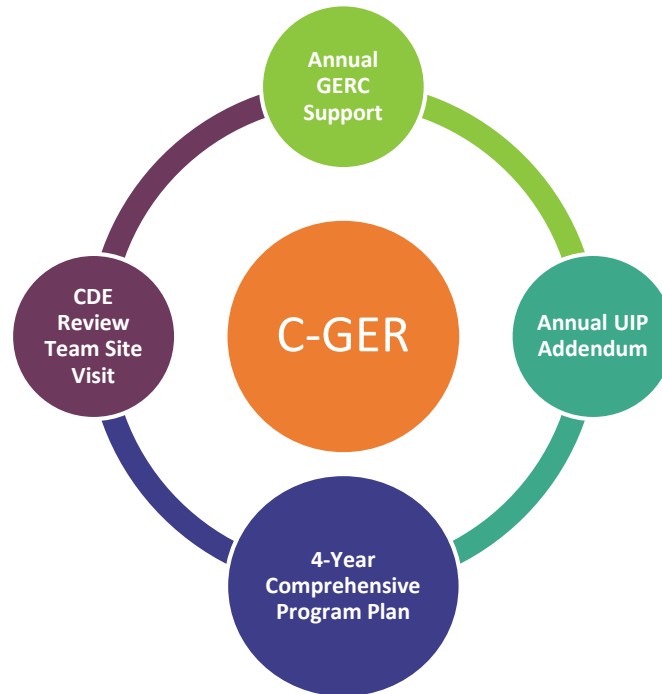 Annual
GERC
Support
CDE
Review
Team Site
Visit
C-GER
Annual UIP
Addendum
4-Year
Comprehensive
Program Plan